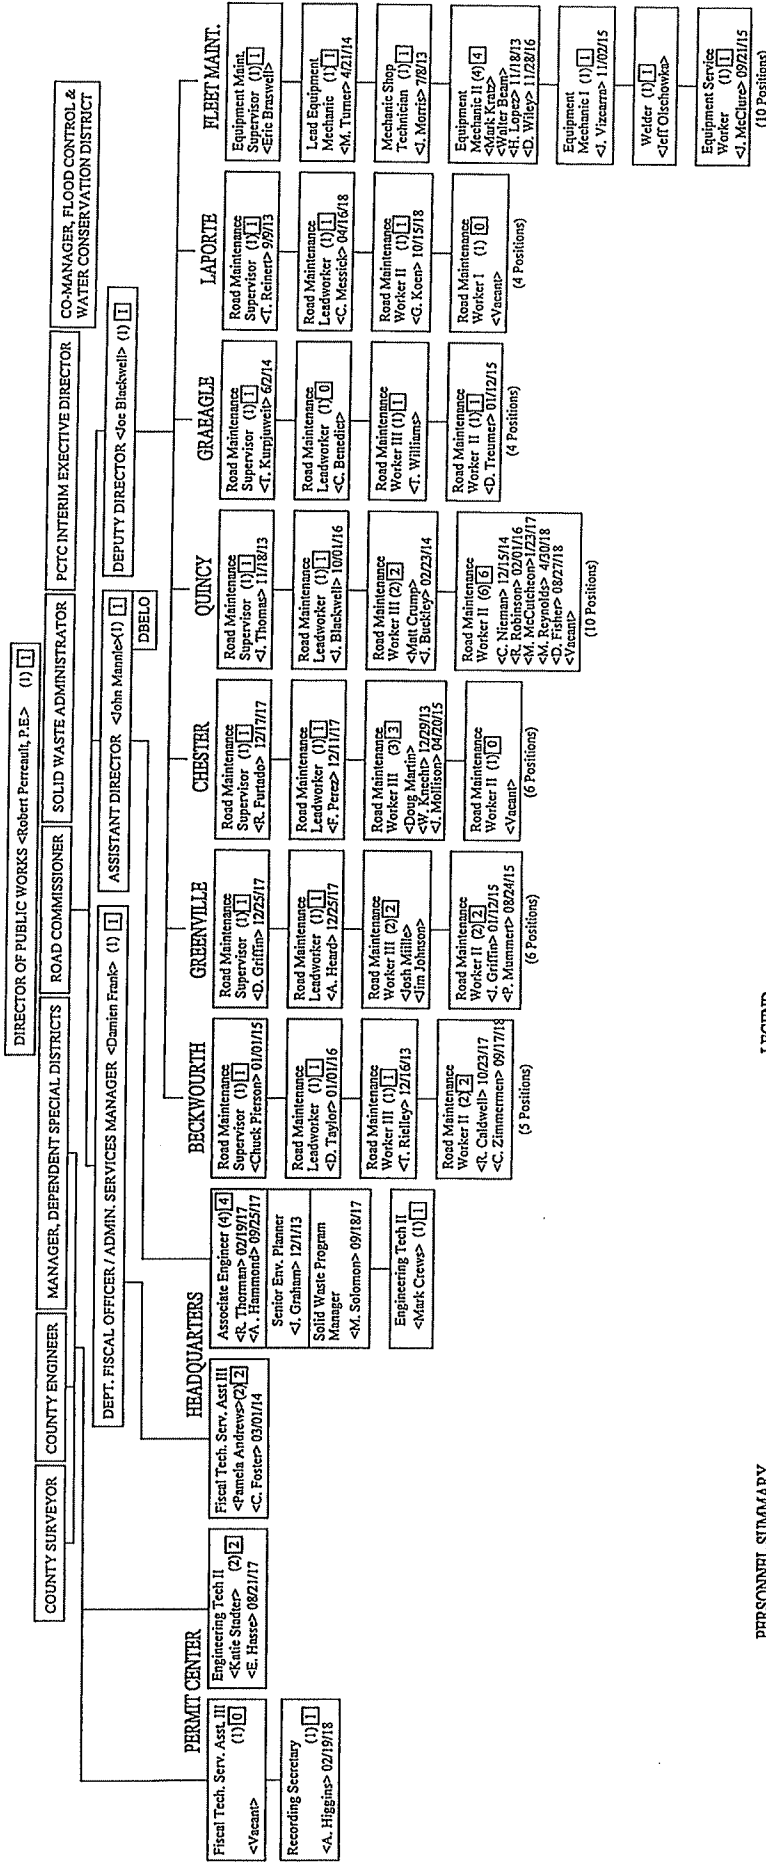 DIRECTOR OF PUBLIC WORKS <Robert Perreault, P.E.> (1) 1
COUNTY SURVEYOR
COUNTY ENGINEER
MANAGER, DEPENDENT SPECIAL DISTRICTS
ROAD COMMISSIONER
SOLID WASTE ADMINISTRATOR
PCTC INTERIM EXECTIVE DIRECTOR
CO-MANAGER, FLOOD CONTROL &
WATER CONSERVATION DISTRICT
DEPT. FISCAL OFFICER / ADMIN. SERVICES MANAGER <Damien Frank> (1) 1
ASSISTANT DIRECTOR <John Mannle>(1) 1
DBELO
DEPUTY DIRECTOR <Joe Blackwell> (1) 1
PERMIT CENTER
Fiscal Tech. Serv. Asst. III
(1) 0
<Vacant>
Recording Secretary
(1) 1
<A. Higgins> 02/19/18
Engineering Tech II
<Katie Stadter> (2) 2
<E. Hasse> 08/21/17
HEADQUARTERS
Fiscal Tech. Serv. Asst III
<Pamela Andrews>(2) 2
<C. Foster> 03/01/14
Associate Engineer (4) 4
<R. Thorman> 02/19/17
<A. Hammond> 09/25/17
Senior Env. Planner
<J. Graham> 12/1/13
Solid Waste Program
Manager
<M. Solomon> 09/18/17
Engineering Tech II
<Mark Crews> (1) 1
BECKWOURTH
Road Maintenance
Supervisor (1) 1
<Chuck Pierson> 01/01/15
Road Maintenance
Leadworker (1) 1
<D. Taylor> 01/01/16
Road Maintenance
Worker III (1) 1
<T. Rielley> 12/16/13
Road Maintenance
Worker II (2) 2
<R. Caldwell> 10/23/17
<C. Zimmermen> 09/17/18
(5 Positions)
GREENVILLE
Road Maintenance
Supervisor (1) 1
<D. Griffin> 12/25/17
Road Maintenance
Leadworker (1) 1
<A. Heard> 12/25/17
Road Maintenance
Worker III (2) 2
<Josh Millle>
<Jim Johnson>
Road Maintenance
Worker II (2) 2
<J. Griffin> 01/12/15
<P. Mummert> 08/24/15
(6 Positions)
CHESTER
Road Maintenance
Supervisor (1) 1
<R. Furtado> 12/17/17
Road Maintenance
Leadworker (1) 1
<F. Perez> 12/11/17
Road Maintenance
Worker III (3) 3
<Doug Martin>
<W. Knecht> 12/29/13
<J. Mollison> 04/20/15
Road Maintenance
Worker II (1) 0
<Vacant>
(6 Positions)
QUINCY
Road Maintenance
Supervisor (1) 1
<J. Thomas> 11/18/13
Road Maintenance
Leadworker (1) 1
<J. Blackwell> 10/01/16
Road Maintenance
Worker III (2) 2
<Matt Crump>
<J. Buckley> 02/23/14
Road Maintenance
Worker II (6) 6
<C. Nieman> 12/15/14
<R. Robinson> 02/01/16
<M. McCutcheon>1/23/17
<M. Reynolds> 4/30/18
<D. Fisher> 08/27/18
<Vacant>
(10 Positions)
GRAEAGLE
Road Maintenance
Supervisor (1) 1
<T. Kurpjuweit> 6/2/14
Road Maintenance
Leadworker (1) 0
<C. Benedict>
Road Maintenance
Worker III (1) 1
<T. Williams>
Road Maintenance
Worker II (1) 1
<D. Treumer> 01/12/15
(4 Positions)
LAPORTE
Road Maintenance
Supervisor (1) 1
<T. Reinert> 9/9/13
Road Maintenance
Leadworker (1) 1
<C. Messick> 04/16/18
Road Maintenance
Worker II (1) 1
<G. Koen> 10/15/18
Road Maintenance
Worker I (1) 0
<Vacant>
(4 Positions)
FLEET MAINT.
Equipment Maint.
Supervisor (1) 1
<Eric Braswell>
Lead Equipment
Mechanic (1) 1
<M. Turner> 4/21/14
Mechanic Shop
Technician (1) 1
<J. Morris> 7/8/13
Equipment
Mechanic II (4) 4
<Mark Kratz>
<Walter Bean>
<H. Lopez> 11/18/13
<D. Wiley> 11/28/16
Equipment
Mechanic I (1) 1
<J. Vizcarra> 11/02/15
Welder (1) 1
<Jeff Olschowka>
Equipment Service
Worker (1) 1
<J. McClure> 09/21/15
(10 Positions)
PERSONNEL SUMMARY
LEGEND